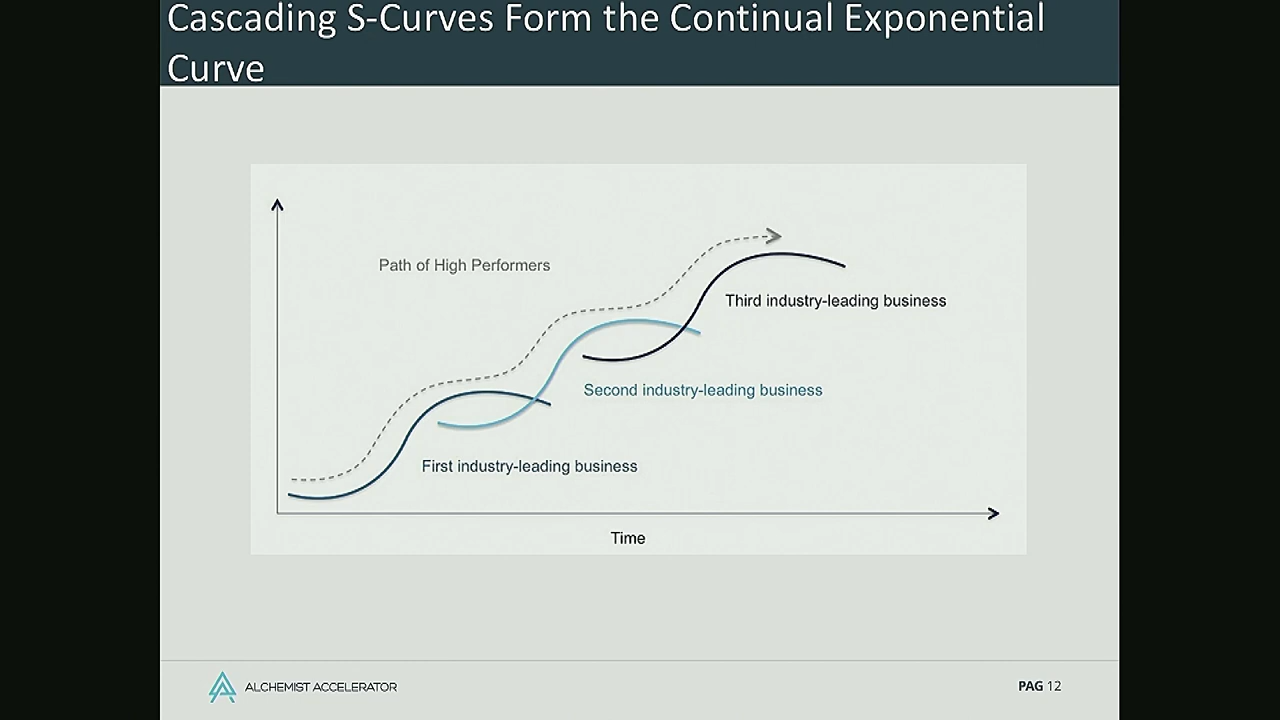 Cascading S-Curves Form the Continual Exponential
Curve
Path of High Performers
Third industry-leading business
Second industry-leading business
First industry-leading business
Time
ALCHEMIST ACCELERATOR
PAG 12